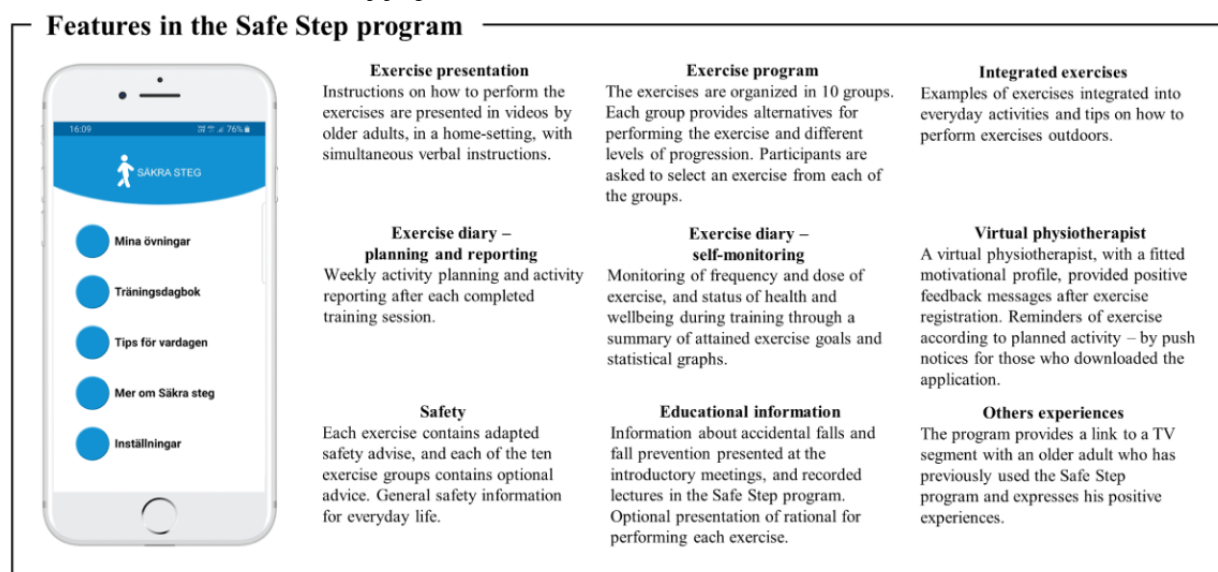 Features in the Safe Step program
16:09
76%
SÄKRA STEG
Mina övningar
Träningsdagbok
Tips för vardagen
Mer om Säkra steg
Inställningar
Exercise presentation
Instructions on how to perform the
exercises are presented in videos by
older adults, in a home-setting, with
simultaneous verbal instructions.
Exercise program
The exercises are organized in 10 groups.
Each group provides alternatives for
performing the exercise and different
levels of progression. Participants are
asked to select an exercise from each of
the groups.
Integrated exercises
Examples of exercises integrated into
everyday activities and tips on how to
perform exercises outdoors.
Exercise diary –
planning and reporting
Weekly activity planning and activity
reporting after each completed
training session.
Exercise diary –
self-monitoring
Monitoring of frequency and dose of
exercise, and status of health and
wellbeing during training through a
summary of attained exercise goals and
statistical graphs.
Virtual physiotherapist
A virtual physiotherapist, with a fitted
motivational profile, provided positive
feedback messages after exercise
registration. Reminders of exercise
according to planned activity – by push
notices for those who downloaded the
application.
Safety
Each exercise contains adapted
safety advise, and each of the ten
exercise groups contains optional
advice. General safety information
for everyday life.
Educational information
Information about accidental falls and
fall prevention presented at the
introductory meetings, and recorded
lectures in the Safe Step program.
Optional presentation of rational for
performing each exercise.
Others experiences
The program provides a link to a TV
segment with an older adult who has
previously used the Safe Step
program and expresses his positive
experiences.